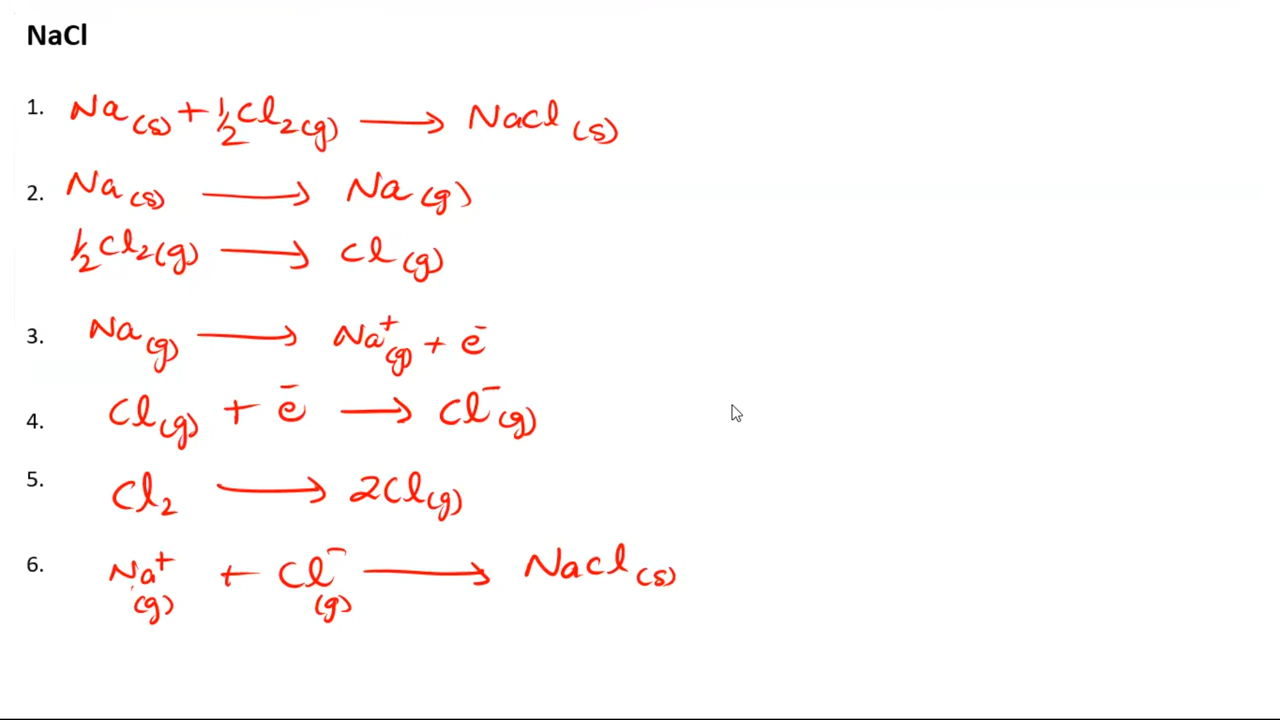 NaCl
1. Na(s) + ½Cl₂(g) ⟶ NaCl(s)
2. Na(s) ⟶ Na(g)
½Cl₂(g) ⟶ Cl(g)
3. Na(g) ⟶ Na⁺(g) + e⁻
4. Cl(g) + e⁻ ⟶ Cl⁻(g)
5. Cl₂ ⟶ 2Cl(g)
6. Na⁺(g) + Cl⁻(g) ⟶ NaCl(s)